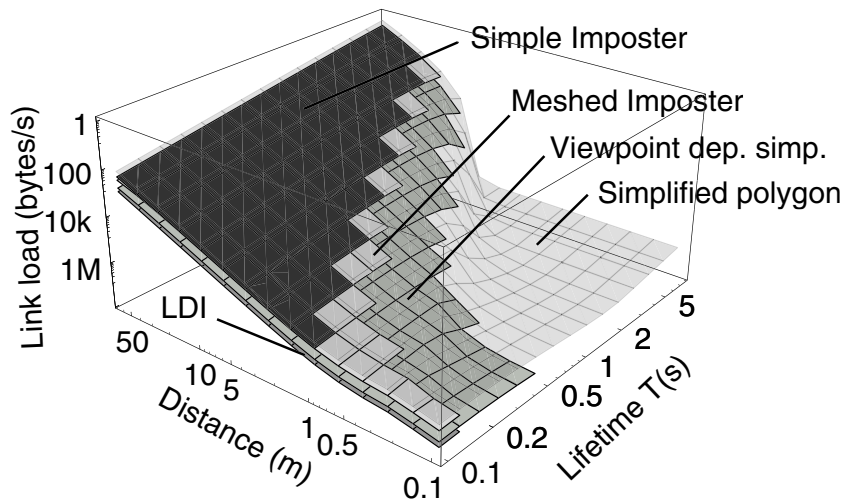 Simple Imposter
Meshed Imposter
Viewpoint dep. simp.
Simplified polygon
LDI
Link load (bytes/s)
1
100
10k
1M
50
10
5
1
0.5
0.1
Distance (m)
0.1
0.2
0.5
1
2
5
Lifetime T(s)